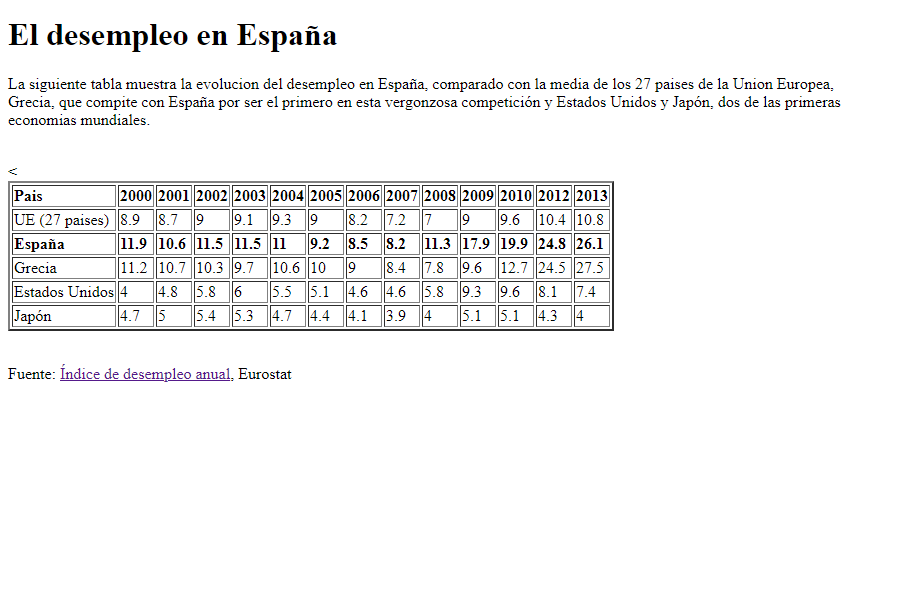 El desempleo en España
La siguiente tabla muestra la evolucion del desempleo en España, comparado con la media de los 27 paises de la Union Europea,
Grecia, que compite con España por ser el primero en esta vergonzosa competición y Estados Unidos y Japón, dos de las primeras
economias mundiales.
<
Pais 2000 2001 2002 2003 2004 2005 2006 2007 2008 2009 2010 2012 2013
UE (27 paises) 8.9 8.7 9 9.1 9.3 9 8.2 7.2 7 9 9.6 10.4 10.8
España 11.9 10.6 11.5 11.5 11 9.2 8.5 8.2 11.3 17.9 19.9 24.8 26.1
Grecia 11.2 10.7 10.3 9.7 10.6 10 9 8.4 7.8 9.6 12.7 24.5 27.5
Estados Unidos 4 4.8 5.8 6 5.5 5.1 4.6 4.6 5.8 9.3 9.6 8.1 7.4
Japón 4.7 5 5.4 5.3 4.7 4.4 4.1 3.9 4 5.1 5.1 4.3 4
Fuente: Índice de desempleo anual, Eurostat